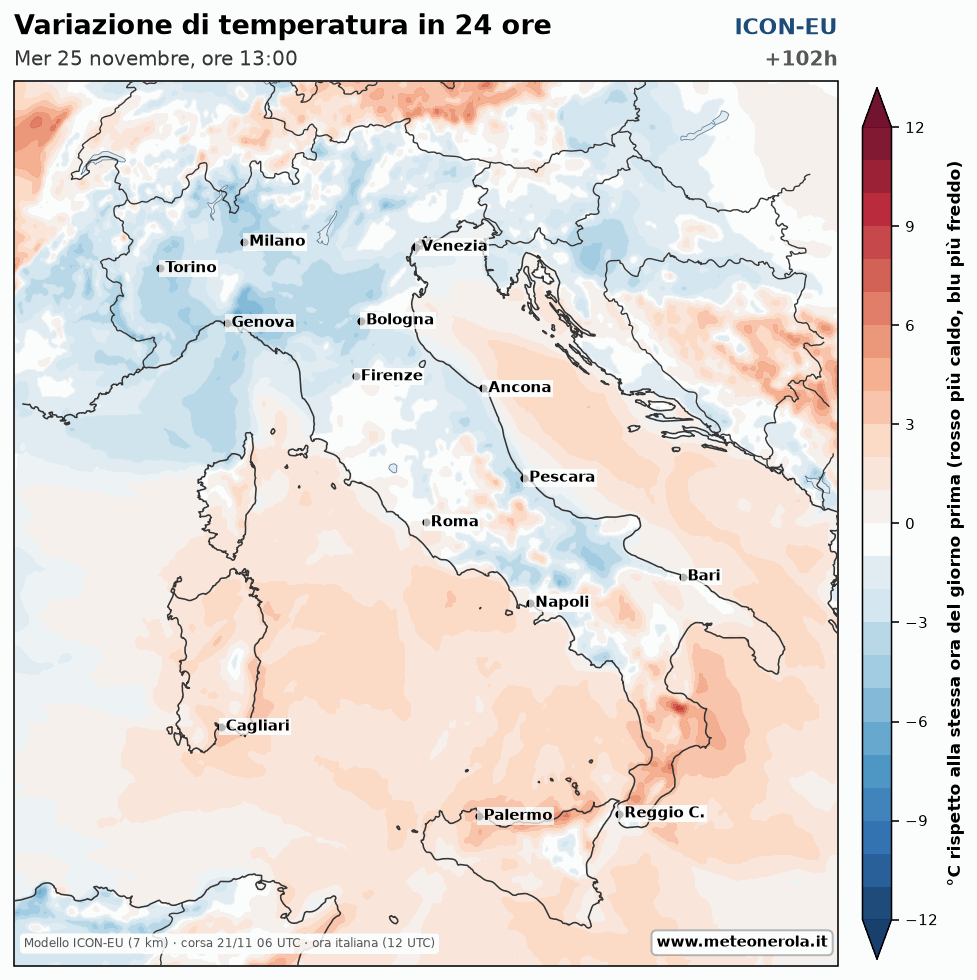 Variazione di temperatura in 24 ore
ICON-EU
Mer 25 novembre, ore 13:00
+102h
Milano
Venezia
Torino
Genova
Bologna
Firenze
Ancona
Pescara
Roma
Bari
Napoli
Cagliari
Palermo
Reggio C.
12
9
6
3
0
−3
−6
−9
−12
°C rispetto alla stessa ora del giorno prima (rosso più caldo, blu più freddo)
Modello ICON-EU (7 km) · corsa 21/11 06 UTC · ora italiana (12 UTC)
www.meteonerola.it